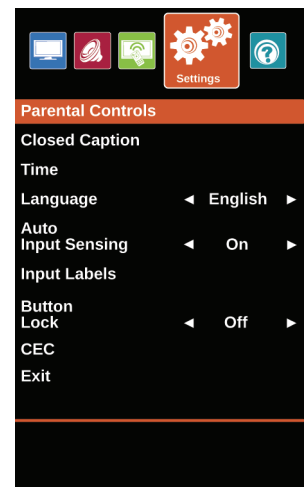 Settings
Parental Controls
Closed Caption
Time
Language ◄ English ►
Auto
Input Sensing ◄ On ►
Input Labels
Button
Lock ◄ Off ►
CEC
Exit